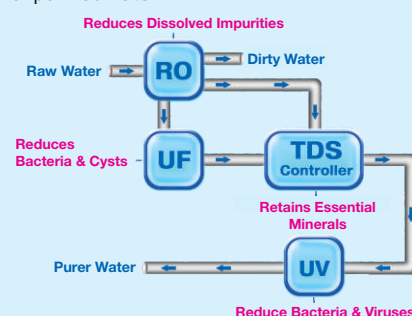 Reduces Dissolved Impurities
Raw Water
RO
Dirty Water
Reduces
Bacteria & Cysts
UF
TDS
Controller
Retains Essential
Minerals
Purer Water
UV
Reduce Bacteria & Viruses